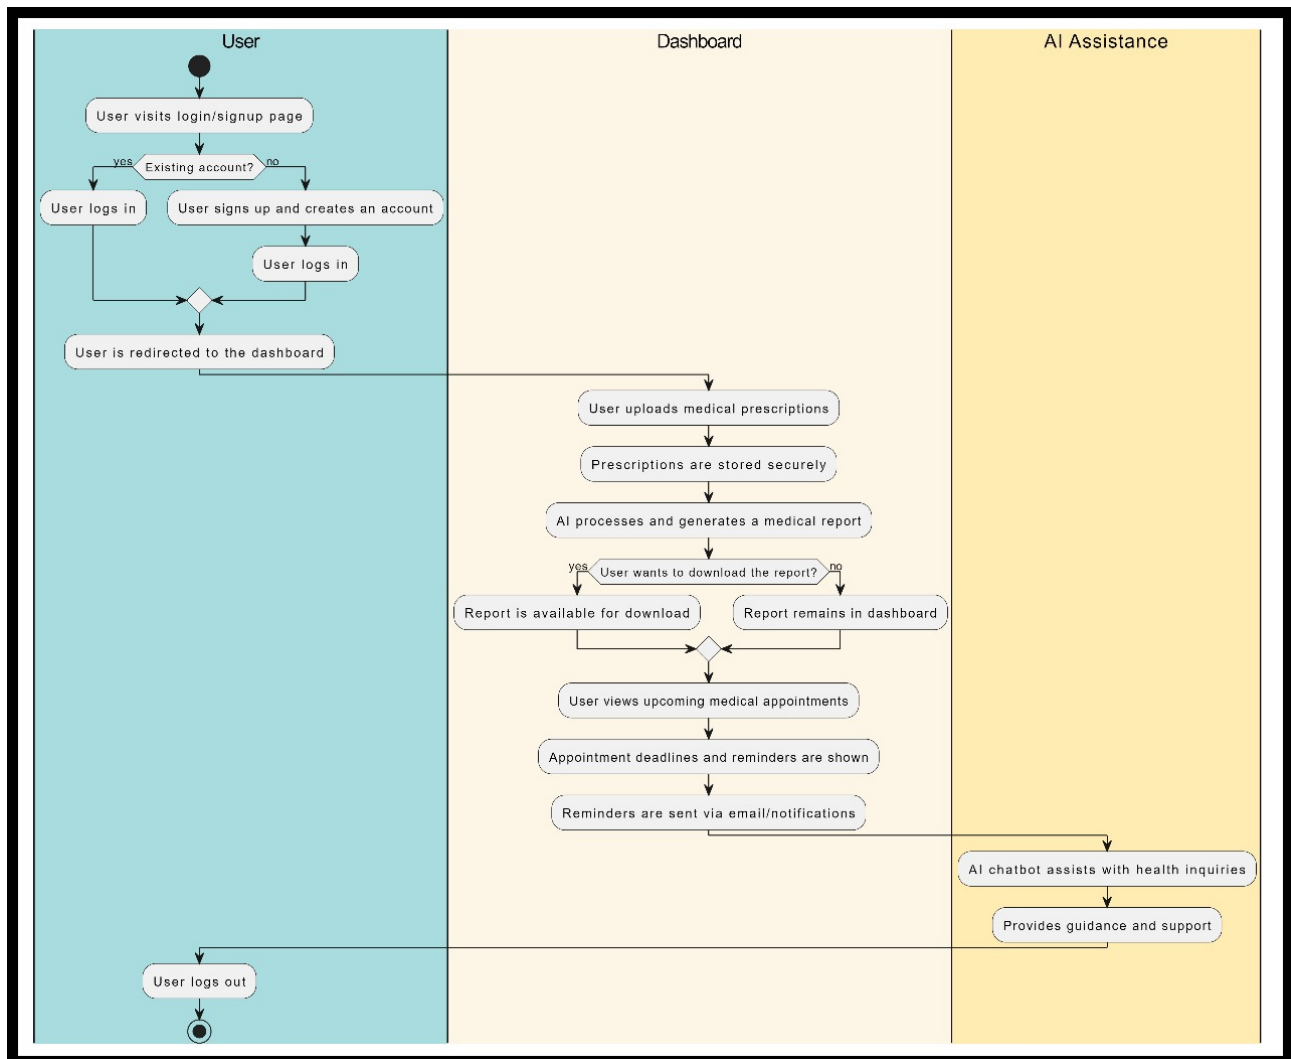 User
Dashboard
AI Assistance
User visits login/signup page
yes
Existing account?
no
User logs in
User signs up and creates an account
User logs in
User is redirected to the dashboard
User uploads medical prescriptions
Prescriptions are stored securely
AI processes and generates a medical report
yes
User wants to download the report?
no
Report is available for download
Report remains in dashboard
User views upcoming medical appointments
Appointment deadlines and reminders are shown
Reminders are sent via email/notifications
AI chatbot assists with health inquiries
Provides guidance and support
User logs out